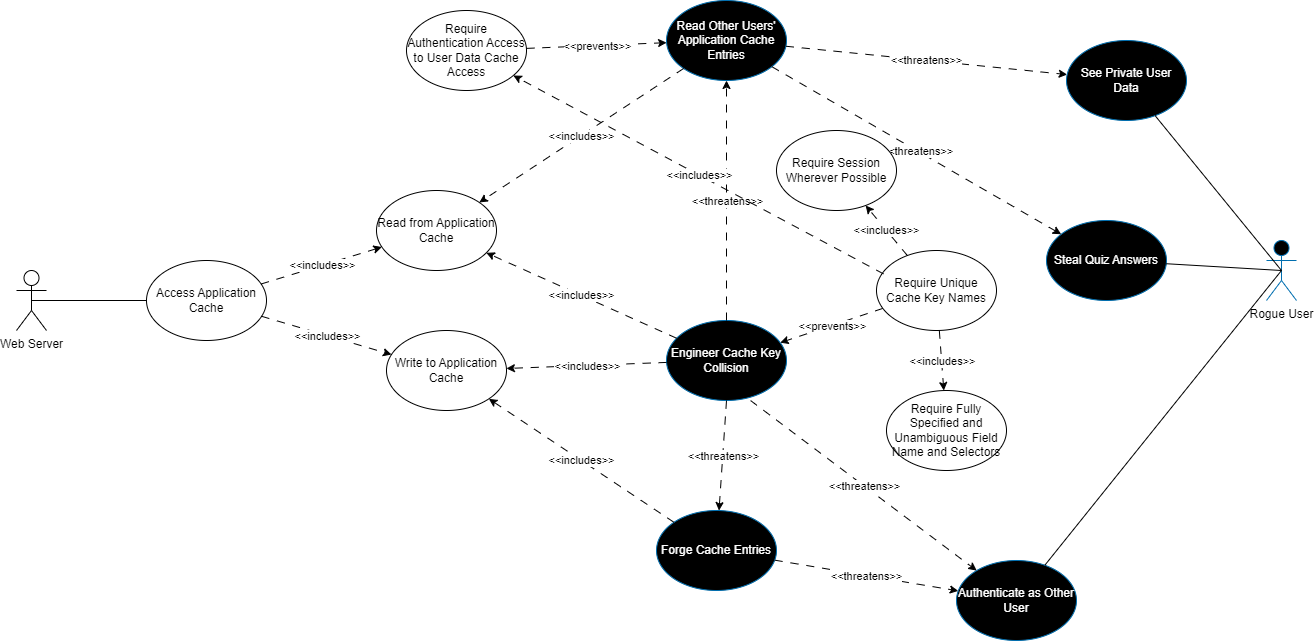 Require
Authentication Access
to User Data Cache
Access
<<prevents>>
Read Other Users'
Application Cache
Entries
<<threatens>>
See Private User
Data
<<includes>>
<threatens>>
Require Session
Wherever Possible
<<includes>>
<<threatens>>
Read from Application
Cache
<<includes>>
Steal Quiz Answers
<<includes>>
Access Application
Cache
Require Unique
Cache Key Names
<<includes>>
Rogue User
<<includes>>
<<prevents>>
Web Server
Write to Application
Cache
<<includes>>
Engineer Cache Key
Collision
<<includes>>
Require Fully
Specified and
Unambiguous Field
Name and Selectors
<<threatens>>
<<includes>>
<<threatens>>
Forge Cache Entries
<<threatens>>
Authenticate as Other
User